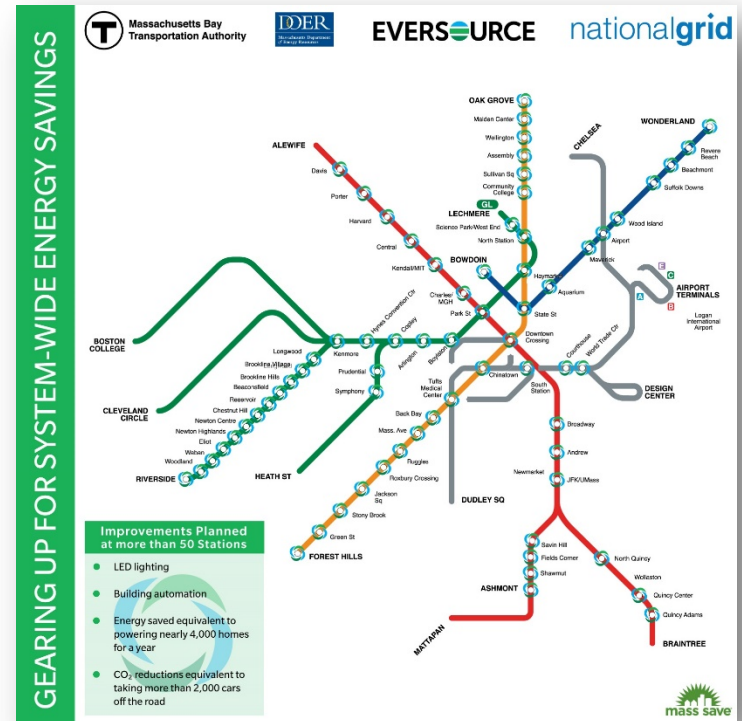 GEARING UP FOR SYSTEM-WIDE ENERGY SAVINGS
T
Massachusetts Bay
Transportation Authority
DOER
Massachusetts Department
of Energy Resources
EVERSOURCE
nationalgrid
OAK GROVE
Malden Center
Wellington
Assembly
Sullivan Sq
Community
College
WONDERLAND
Revere
Beach
Beachmont
Suffolk Downs
CHELSEA
Wood Island
Airport
Maverick
Aquarium
State St
BOWDOIN
ALEWIFE
Davis
Porter
Harvard
Central
Kendall/MIT
Charles/
MGH
Park St
GL
LECHMERE
Science Park/West End
North Station
Haymarket
E
C
A
B
AIRPORT
TERMINALS
Logan
International
Airport
Downtown
Crossing
Courthouse
World Trade Ctr
South
Station
DESIGN
CENTER
BOSTON
COLLEGE
CLEVELAND
CIRCLE
Kenmore
Hynes Convention Ctr
Copley
Arlington
Boylston
Prudential
Symphony
HEATH ST
Longwood
Brookline Village
Brookline Hills
Beaconsfield
Reservoir
Chestnut Hill
Newton Centre
Newton Highlands
Eliot
Waban
Woodland
RIVERSIDE
Chinatown
Tufts
Medical
Center
Back Bay
Mass. Ave
Ruggles
Roxbury Crossing
Jackson
Sq
Stony Brook
Green St
FOREST HILLS
DUDLEY SQ
Broadway
Andrew
Newmarket
JFK/UMass
Savin Hill
Fields Corner
Shawmut
ASHMONT
MATTAPAN
North Quincy
Wollaston
Quincy Center
Quincy Adams
BRAINTREE
Improvements Planned
at more than 50 Stations
LED lighting
Building automation
Energy saved equivalent to
powering nearly 4,000 homes
for a year
CO₂ reductions equivalent to
taking more than 2,000 cars
off the road
mass save